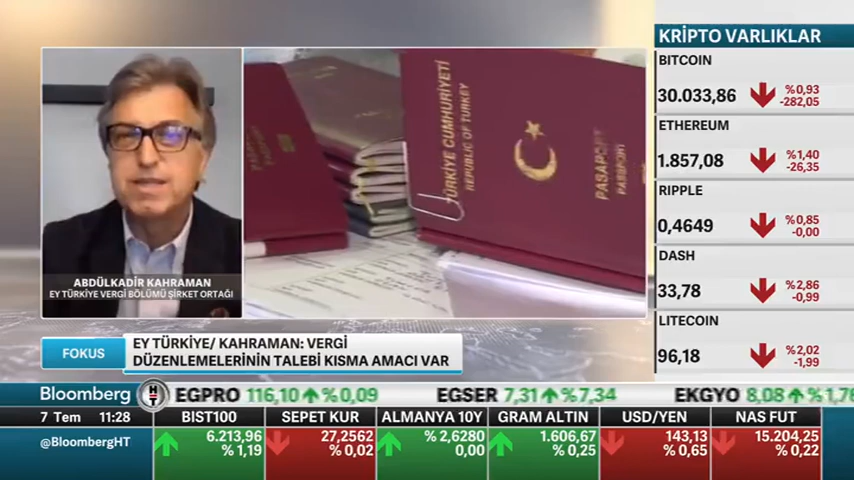 KRİPTO VARLIKLAR
BITCOIN
30.033,86
%0,93
-282,05
ETHEREUM
1.857,08
%1,40
-26,35
RIPPLE
0,4649
%0,85
-0,00
DASH
33,78
%2,86
-0,99
LITECOIN
96,18
%2,02
-1,99
TÜRKİYE CUMHURİYETİ
REPUBLIC OF TURKEY
PASAPORT
PASSPORT
ABDÜLKADİR KAHRAMAN
EY TÜRKİYE VERGİ BÖLÜMÜ ŞİRKET ORTAĞI
FOKUS
EY TÜRKİYE/ KAHRAMAN: VERGİ
DÜZENLEMELERİNİN TALEBİ KISMA AMACI VAR
Bloomberg HT EGPRO 116,10 %0,09 EGSER 7,31 %7,34 EKGYO 8,08 %1,76
7 Tem 11:28
@BloombergHT
BIST100
6.213,96
% 1,19
SEPET KUR
27,2562
% 0,02
ALMANYA 10Y
% 2,6280
0,00
GRAM ALTIN
1.606,67
% 0,25
USD/YEN
143,13
% 0,65
NAS FUT
15.204,25
% 0,22